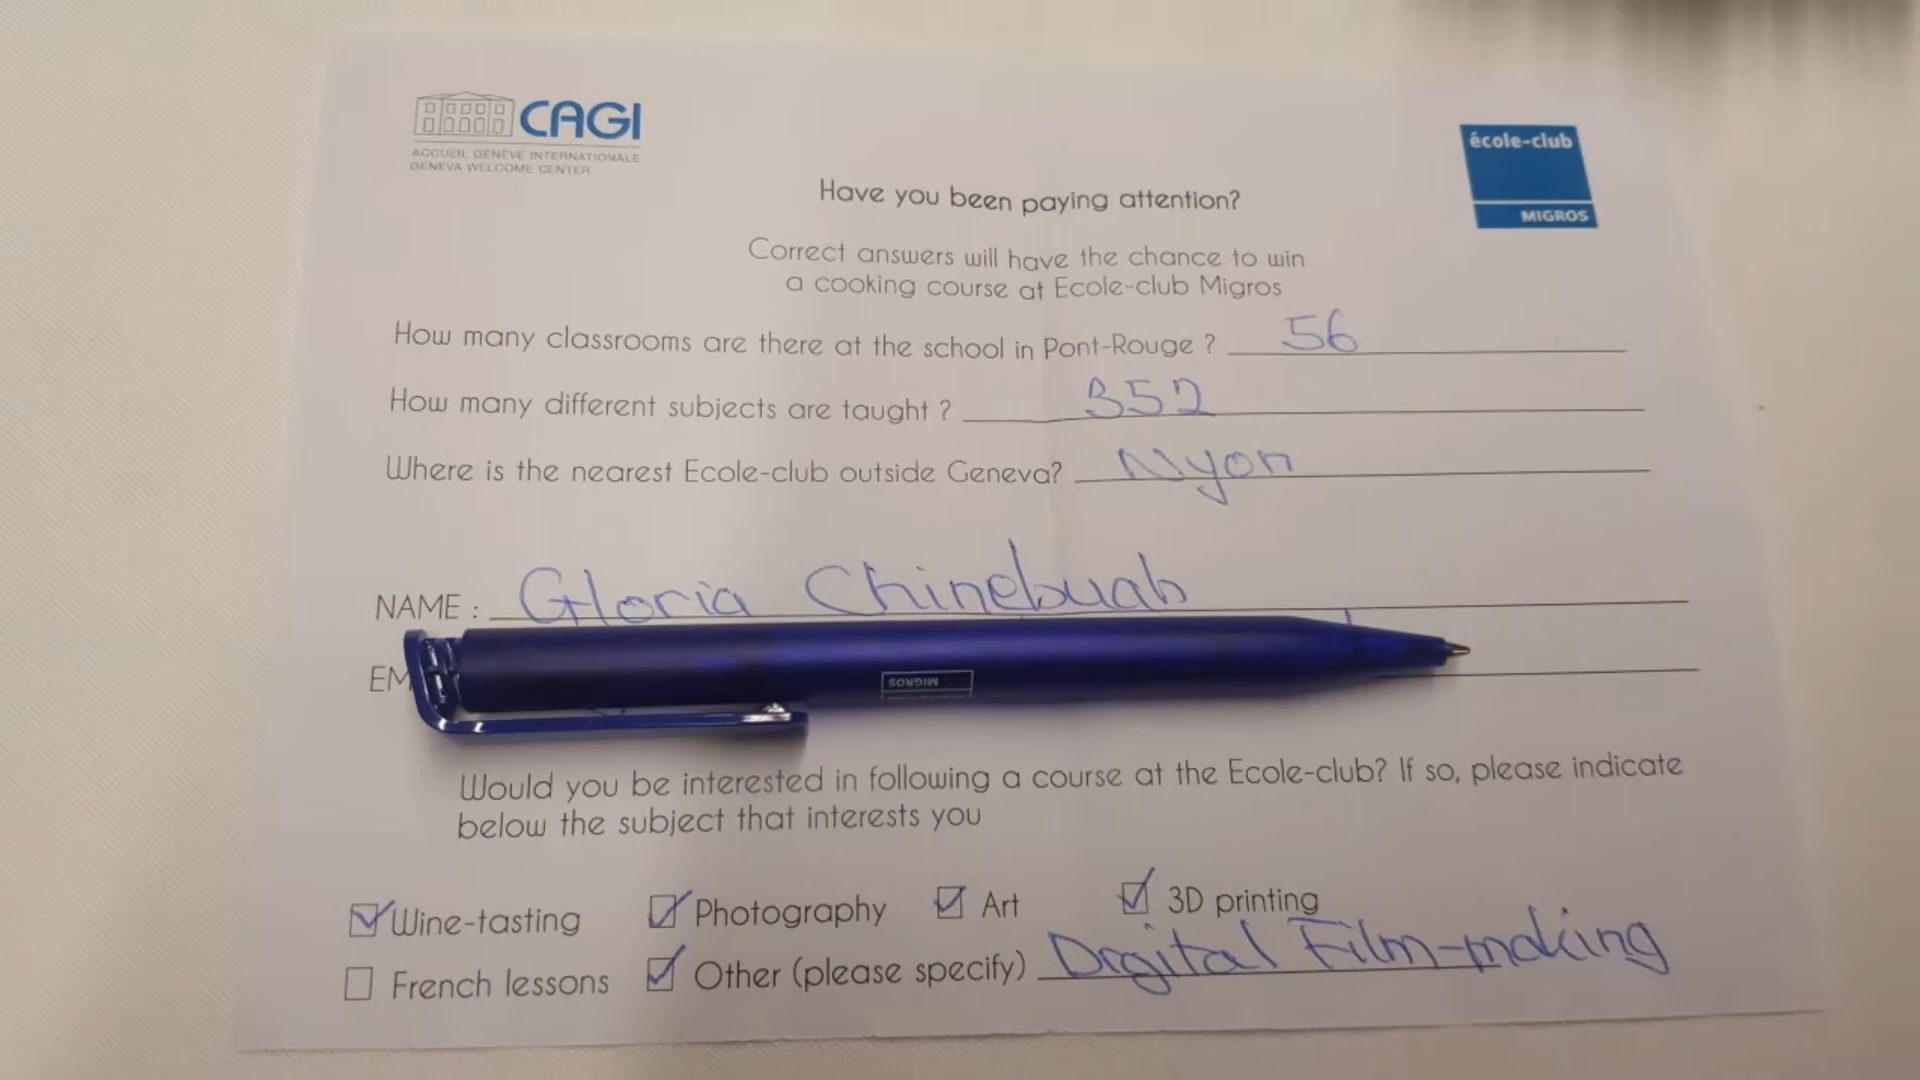 CAGI
ACCUEIL GENÈVE INTERNATIONALE
GENEVA WELCOME CENTER
école-club
MIGROS
Have you been paying attention?
Correct answers will have the chance to win
a cooking course at Ecole-club Migros
How many classrooms are there at the school in Pont-Rouge ? 56
How many different subjects are taught ? 352
Where is the nearest Ecole-club outside Geneva? Nyon
NAME : Gloria Chinebuah
EM
MIGROS
Would you be interested in following a course at the Ecole-club? If so, please indicate
below the subject that interests you
Wine-tasting Photography Art 3D printing
French lessons Other (please specify) Digital Film-making